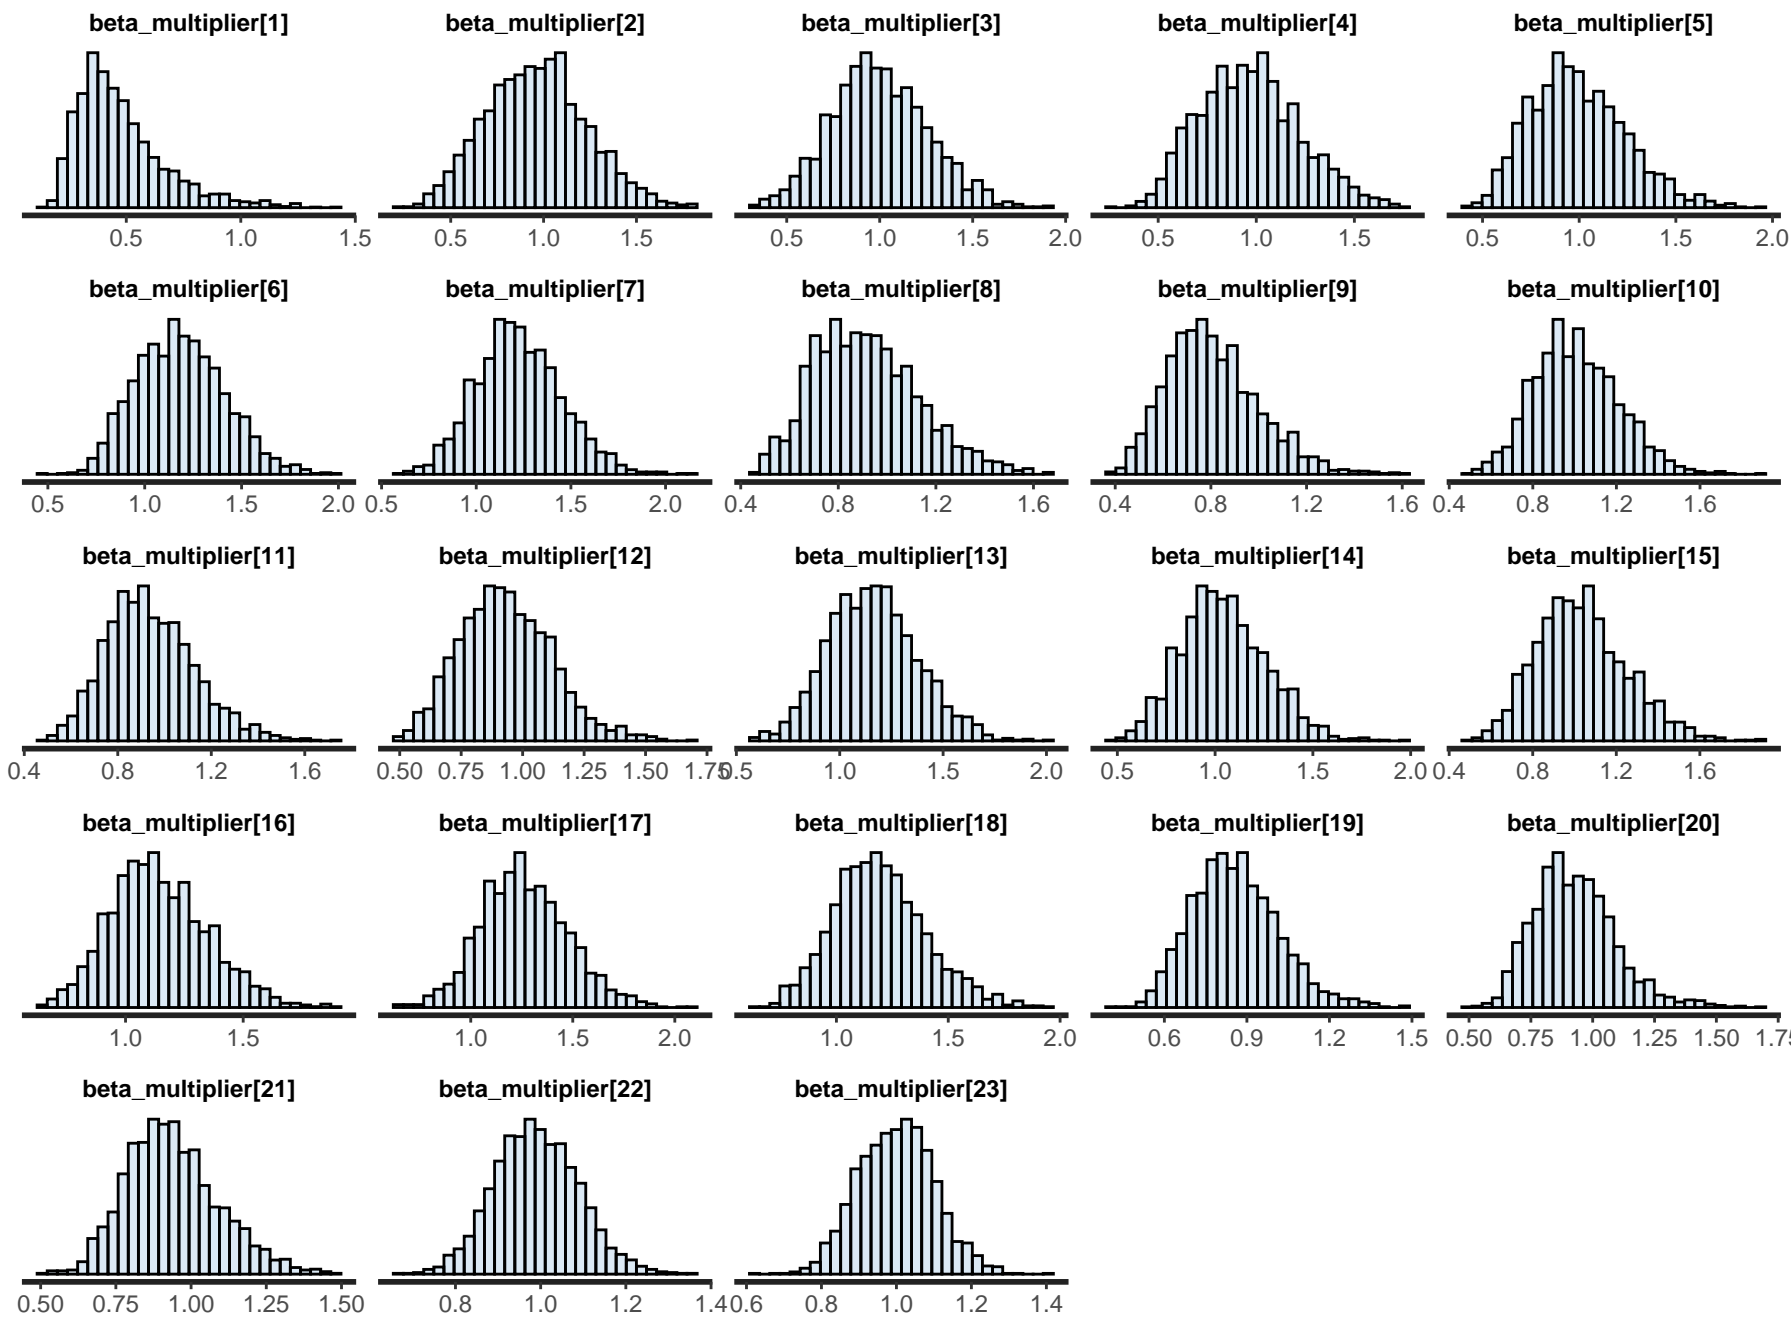 beta_multiplier[1] beta_multiplier[2] beta_multiplier[3] beta_multiplier[4] beta_multiplier[5]
0.5 1.0 1.5 0.5 1.0 1.5 0.5 1.0 1.5 2.0 0.5 1.0 1.5 0.5 1.0 1.5 2.0
beta_multiplier[6] beta_multiplier[7] beta_multiplier[8] beta_multiplier[9] beta_multiplier[10]
0.5 1.0 1.5 2.0 0.5 1.0 1.5 2.0 0.4 0.8 1.2 1.6 0.4 0.8 1.2 1.6 0.4 0.8 1.2 1.6
beta_multiplier[11] beta_multiplier[12] beta_multiplier[13] beta_multiplier[14] beta_multiplier[15]
0.4 0.8 1.2 1.6 0.50 0.75 1.00 1.25 1.50 1.75 0.5 1.0 1.5 2.0 0.5 1.0 1.5 2.0 0.4 0.8 1.2 1.6
beta_multiplier[16] beta_multiplier[17] beta_multiplier[18] beta_multiplier[19] beta_multiplier[20]
1.0 1.5 1.0 1.5 2.0 1.0 1.5 2.0 0.6 0.9 1.2 1.5 0.50 0.75 1.00 1.25 1.50 1.75
beta_multiplier[21] beta_multiplier[22] beta_multiplier[23]
0.50 0.75 1.00 1.25 1.50 0.8 1.0 1.2 1.4 0.6 0.8 1.0 1.2 1.4